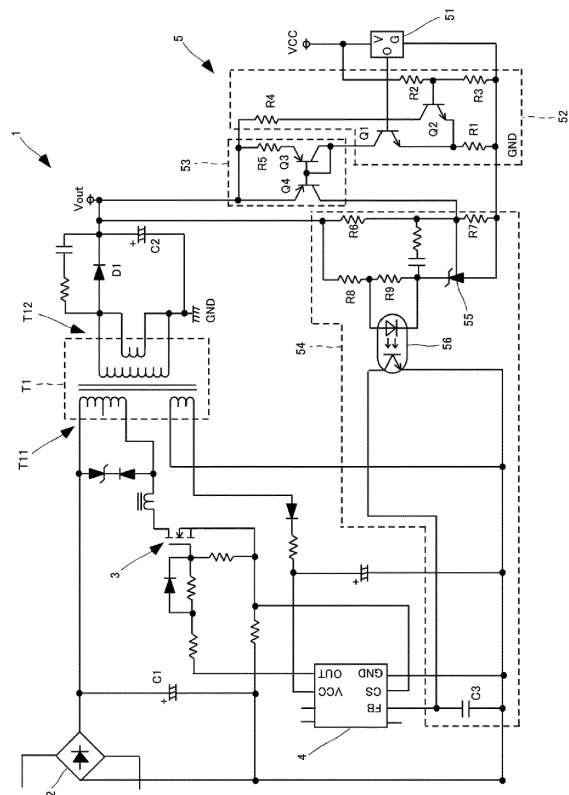 1
5
VCC
51
V
G
O
R2
R3
R4
52
Q1
Q2
R1
GND
53
R5
Q3
Q4
Vout
C2
D1
GND
R6
R7
R8
R9
54
55
56
T12
T1
T11
3
C1
2
OUT
VCC
GND
CS
FB
4
C3